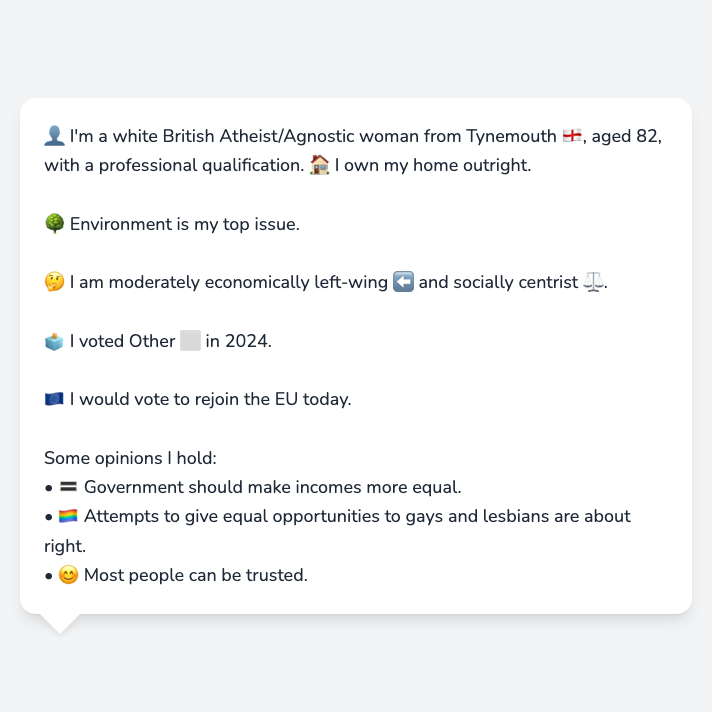 👤 I'm a white British Atheist/Agnostic woman from Tynemouth 🏴󠁧󠁢󠁥󠁮󠁧󠁿, aged 82,
with a professional qualification. 🏠 I own my home outright.
🌳 Environment is my top issue.
🤔 I am moderately economically left-wing ⬅️ and socially centrist ⚖️.
🗳️ I voted Other ⬜ in 2024.
🇪🇺 I would vote to rejoin the EU today.
Some opinions I hold:
• 🟰 Government should make incomes more equal.
• 🏳️‍🌈 Attempts to give equal opportunities to gays and lesbians are about
right.
• 😊 Most people can be trusted.